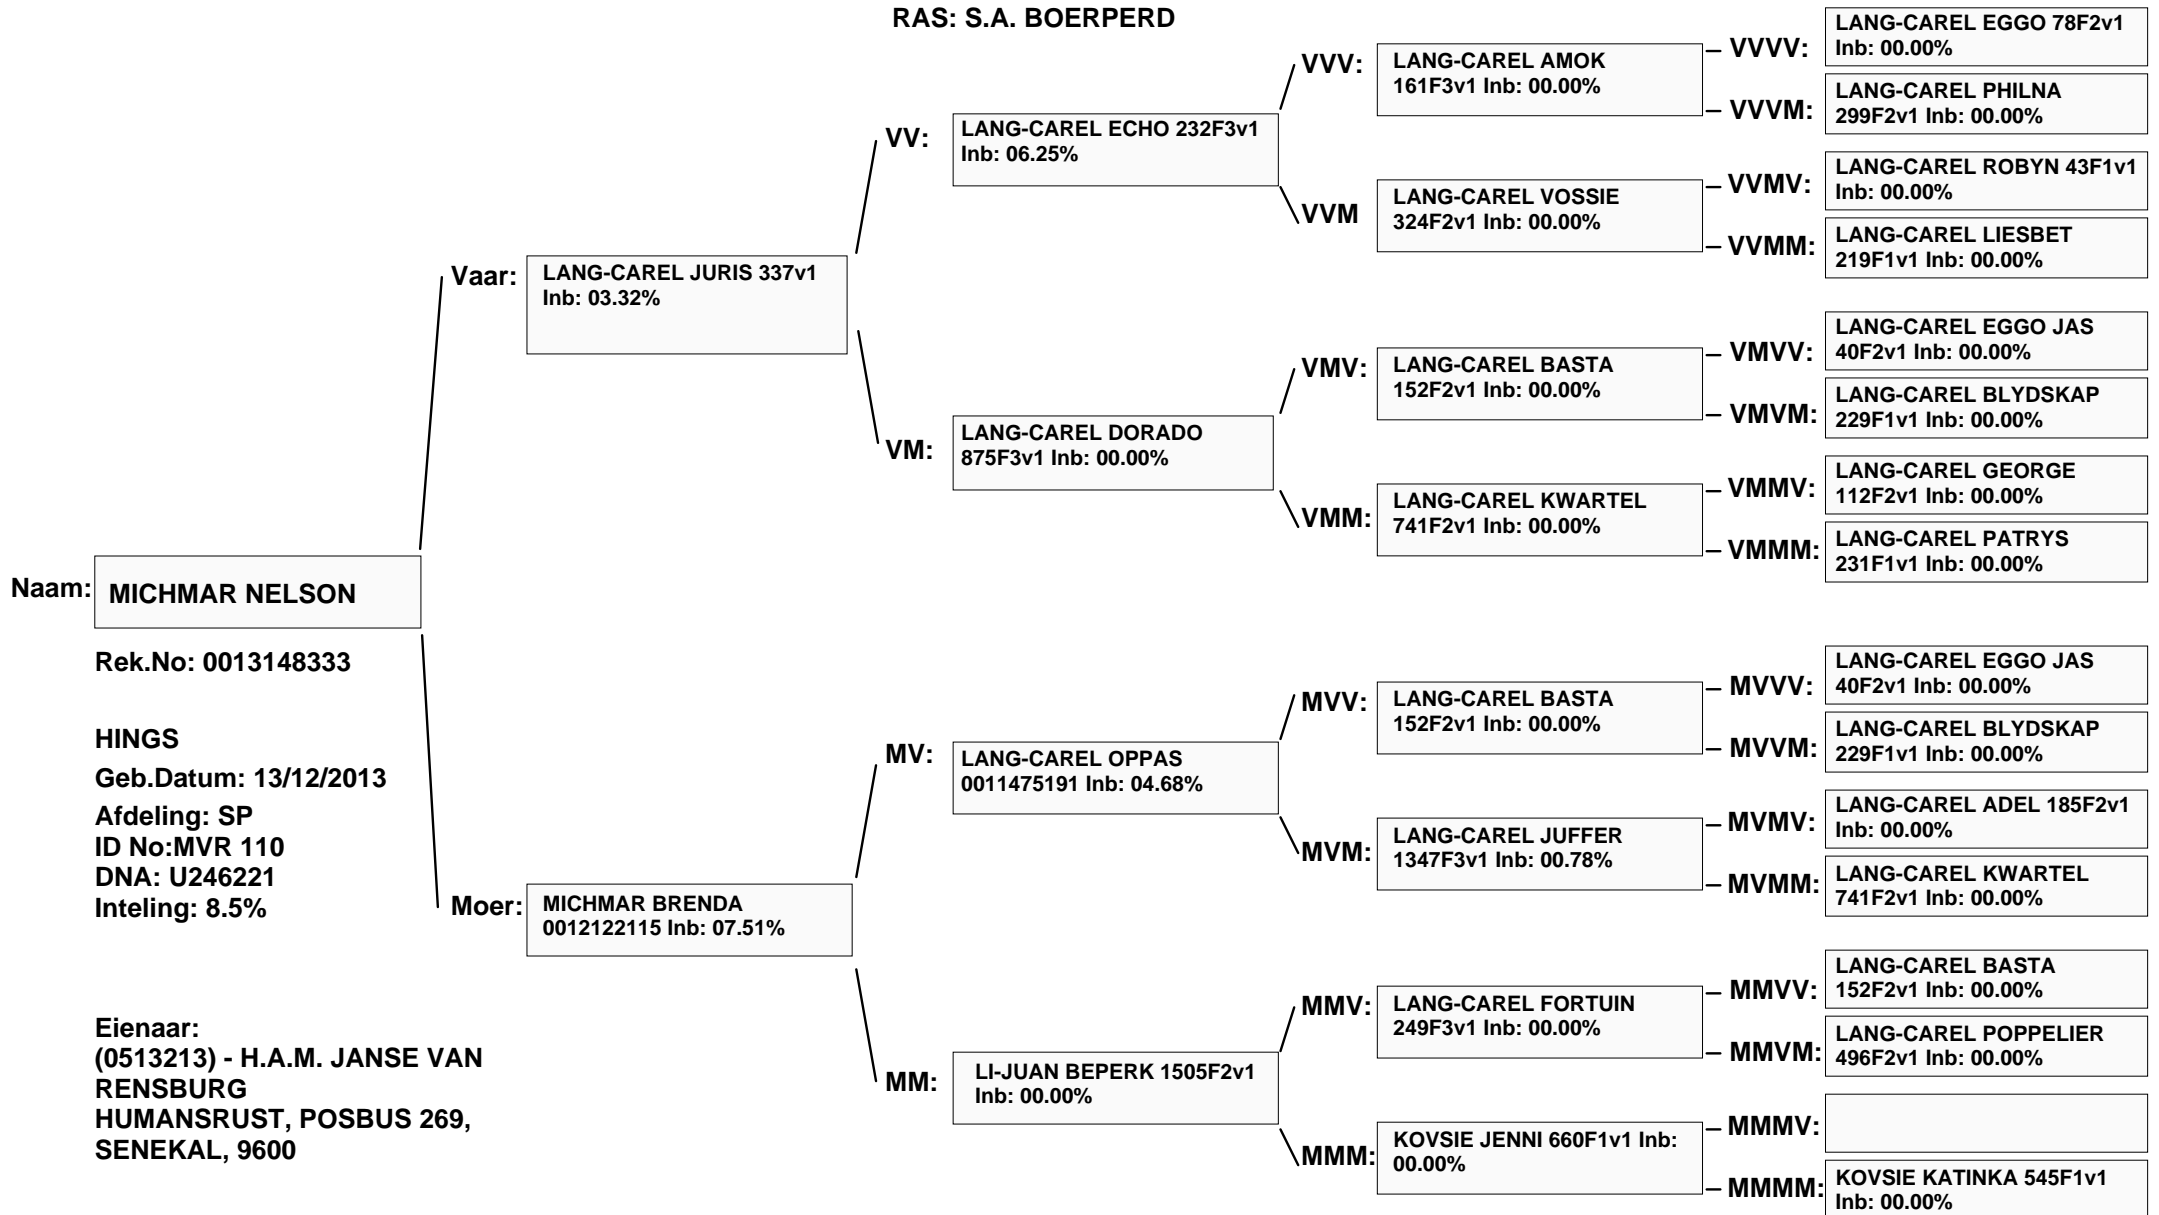 RAS: S.A. BOERPERD
Naam:
MICHMAR NELSON
Rek.No: 0013148333
HINGS
Geb.Datum: 13/12/2013
Afdeling: SP
ID No:MVR 110
DNA: U246221
Inteling: 8.5%
Eienaar:
(0513213) - H.A.M. JANSE VAN
RENSBURG
HUMANSRUST, POSBUS 269,
SENEKAL, 9600
Vaar:
LANG-CAREL JURIS 337v1
Inb: 03.32%
Moer:
MICHMAR BRENDA
0012122115 Inb: 07.51%
VV:
LANG-CAREL ECHO 232F3v1
Inb: 06.25%
VM:
LANG-CAREL DORADO
875F3v1 Inb: 00.00%
MV:
LANG-CAREL OPPAS
0011475191 Inb: 04.68%
MM:
LI-JUAN BEPERK 1505F2v1
Inb: 00.00%
VVV:
LANG-CAREL AMOK
161F3v1 Inb: 00.00%
VVM
LANG-CAREL VOSSIE
324F2v1 Inb: 00.00%
VMV:
LANG-CAREL BASTA
152F2v1 Inb: 00.00%
VMM:
LANG-CAREL KWARTEL
741F2v1 Inb: 00.00%
MVV:
LANG-CAREL BASTA
152F2v1 Inb: 00.00%
MVM:
LANG-CAREL JUFFER
1347F3v1 Inb: 00.78%
MMV:
LANG-CAREL FORTUIN
249F3v1 Inb: 00.00%
MMM:
KOVSIE JENNI 660F1v1 Inb:
00.00%
VVVV:
LANG-CAREL EGGO 78F2v1
Inb: 00.00%
VVVM:
LANG-CAREL PHILNA
299F2v1 Inb: 00.00%
VVMV:
LANG-CAREL ROBYN 43F1v1
Inb: 00.00%
VVMM:
LANG-CAREL LIESBET
219F1v1 Inb: 00.00%
VMVV:
LANG-CAREL EGGO JAS
40F2v1 Inb: 00.00%
VMVM:
LANG-CAREL BLYDSKAP
229F1v1 Inb: 00.00%
VMMV:
LANG-CAREL GEORGE
112F2v1 Inb: 00.00%
VMMM:
LANG-CAREL PATRYS
231F1v1 Inb: 00.00%
MVVV:
LANG-CAREL EGGO JAS
40F2v1 Inb: 00.00%
MVVM:
LANG-CAREL BLYDSKAP
229F1v1 Inb: 00.00%
MVMV:
LANG-CAREL ADEL 185F2v1
Inb: 00.00%
MVMM:
LANG-CAREL KWARTEL
741F2v1 Inb: 00.00%
MMVV:
LANG-CAREL BASTA
152F2v1 Inb: 00.00%
MMVM:
LANG-CAREL POPPELIER
496F2v1 Inb: 00.00%
MMMV:
MMMM:
KOVSIE KATINKA 545F1v1
Inb: 00.00%